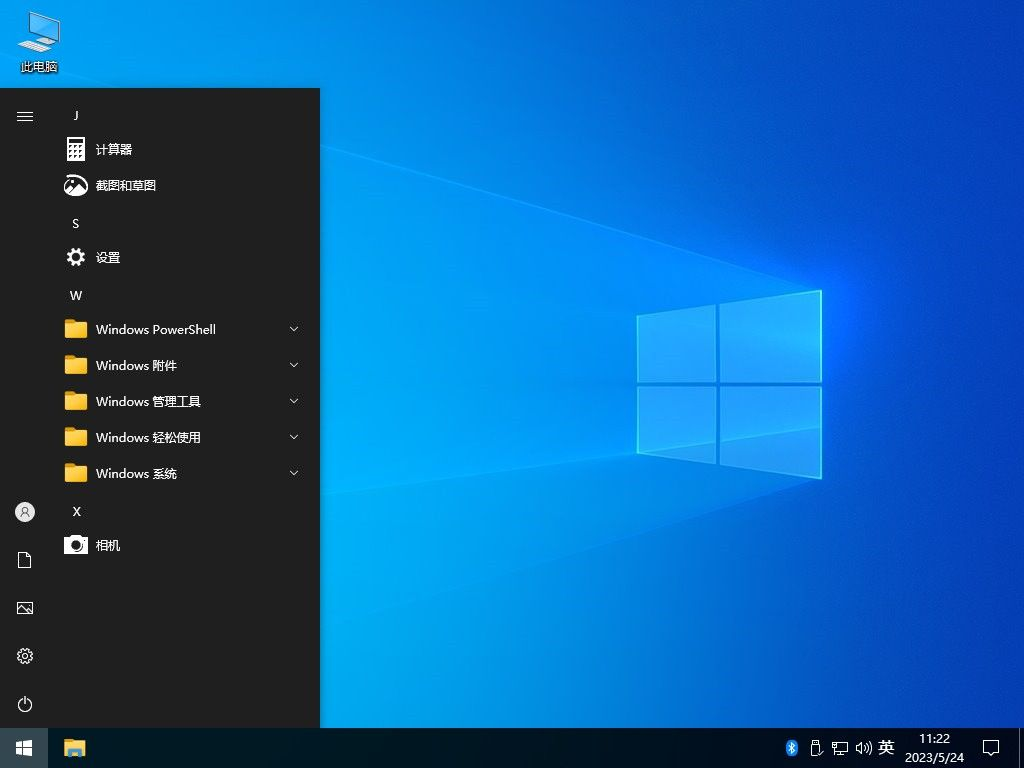 此电脑
J
计算器
截图和草图
S
设置
W
Windows PowerShell
Windows 附件
Windows 管理工具
Windows 轻松使用
Windows 系统
X
相机
英
11:22
2023/5/24